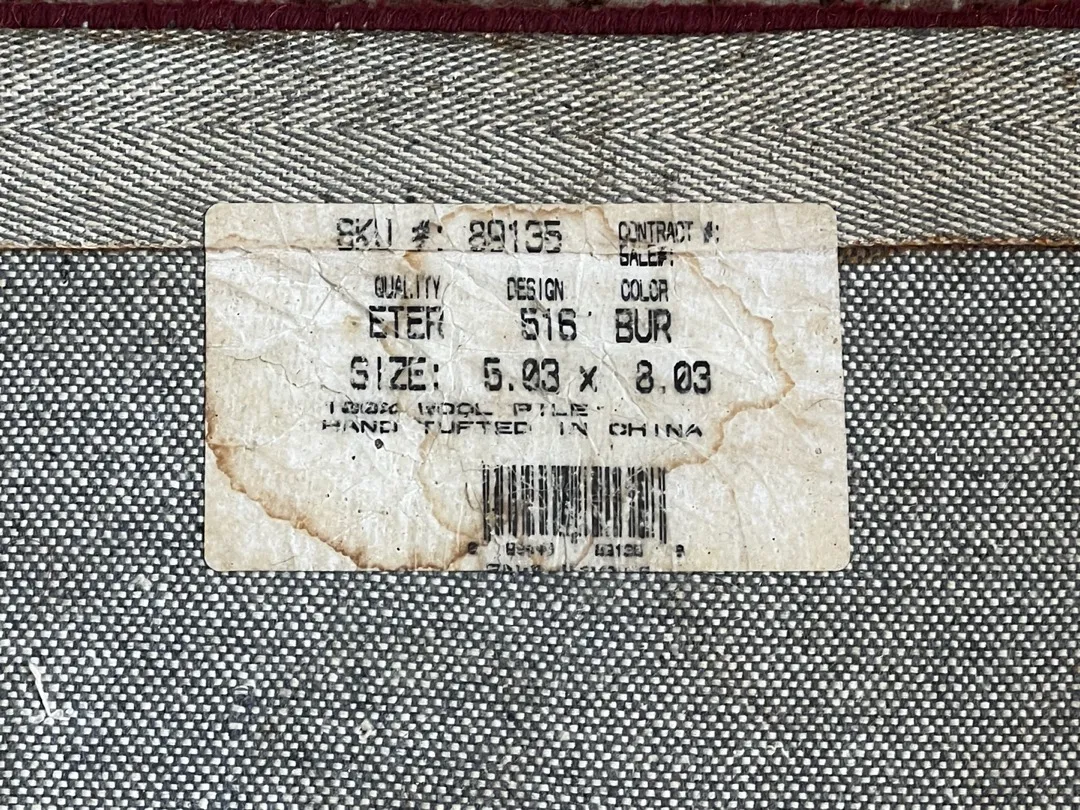 SKU #: 89135 CONTRACT #:
SALE#:
QUALITY DESIGN COLOR
ETER 516 BUR
SIZE: 5.03 x 8.03
100% WOOL PILE
HAND TUFTED IN CHINA